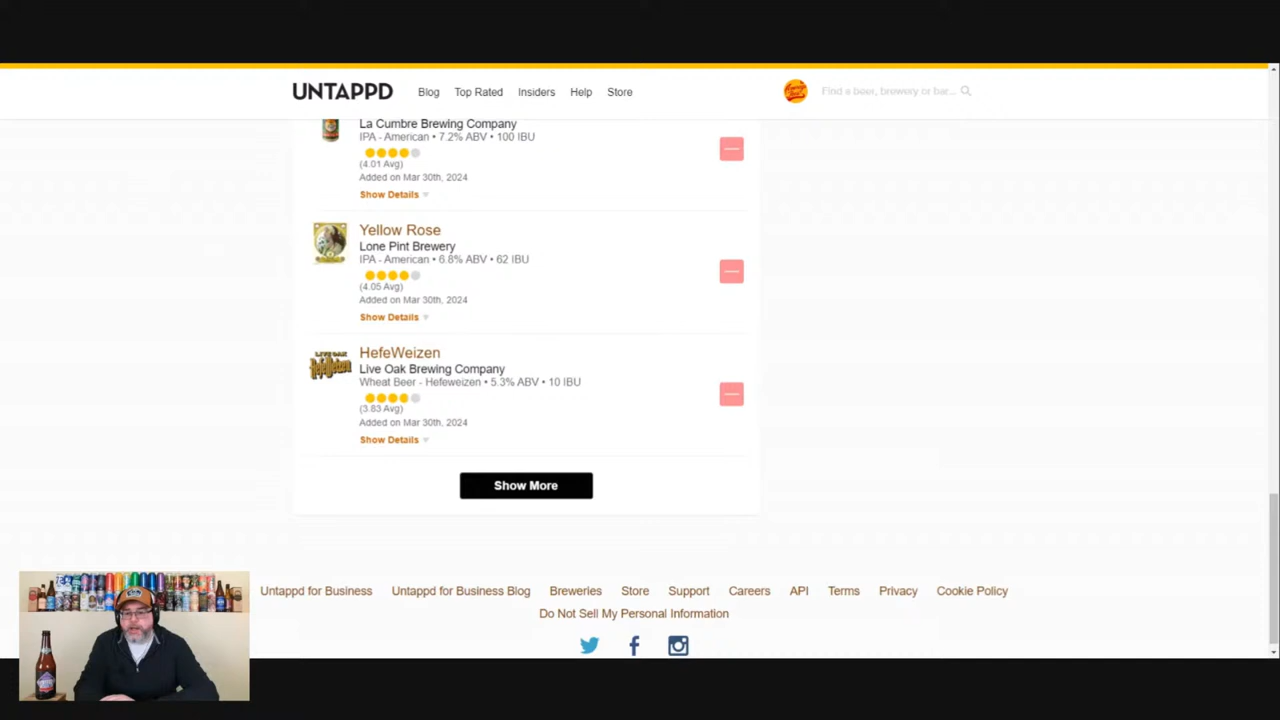 UNTAPPD
Blog
Top Rated
Insiders
Help
Store
Find a beer, brewery or bar...
La Cumbre Brewing Company
IPA - American • 7.2% ABV • 100 IBU
(4.01 Avg)
Added on Mar 30th, 2024
Show Details
Yellow Rose
Lone Pint Brewery
IPA - American • 6.8% ABV • 62 IBU
(4.05 Avg)
Added on Mar 30th, 2024
Show Details
LIVE OAK
HefeWeizen
HefeWeizen
Live Oak Brewing Company
Wheat Beer - Hefeweizen • 5.3% ABV • 10 IBU
(3.83 Avg)
Added on Mar 30th, 2024
Show Details
Show More
Untappd for Business
Untappd for Business Blog
Breweries
Store
Support
Careers
API
Terms
Privacy
Cookie Policy
Do Not Sell My Personal Information